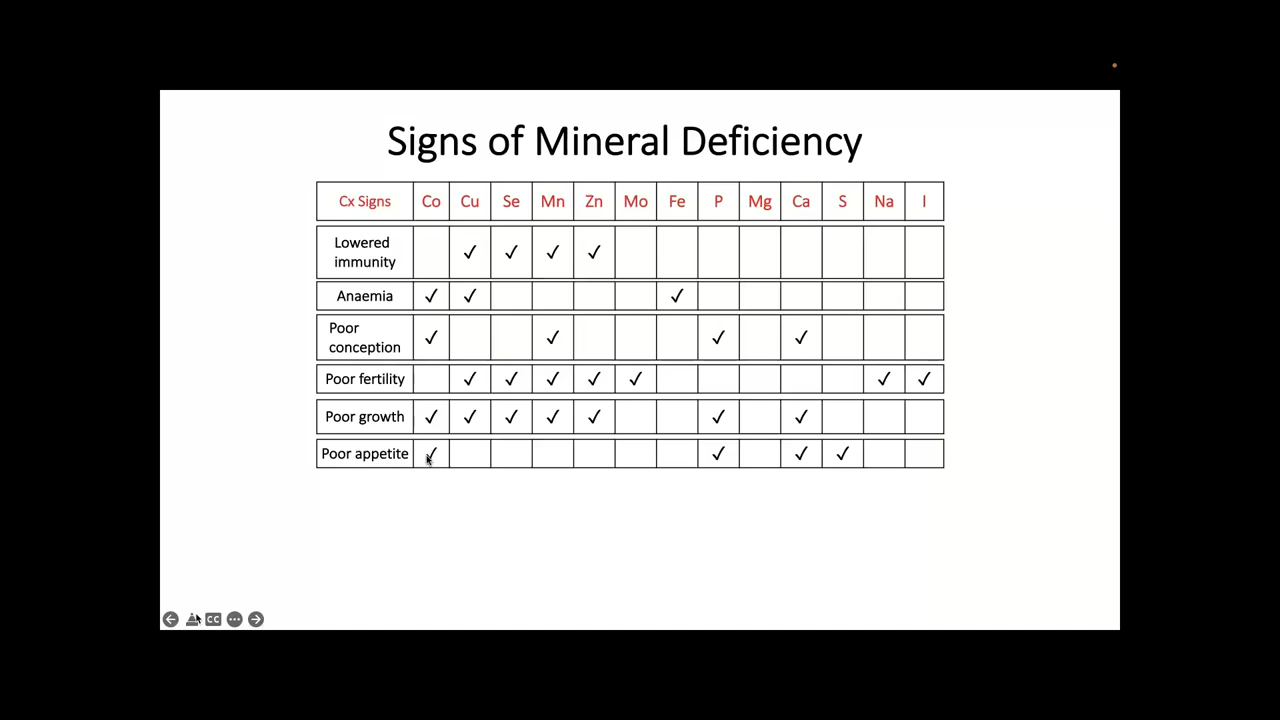 Signs of Mineral Deficiency
Cx Signs Co Cu Se Mn Zn Mo Fe P Mg Ca S Na I
Lowered
immunity ✓ ✓ ✓ ✓
Anaemia ✓ ✓ ✓
Poor
conception ✓ ✓ ✓ ✓
Poor fertility ✓ ✓ ✓ ✓ ✓ ✓ ✓
Poor growth ✓ ✓ ✓ ✓ ✓ ✓ ✓
Poor appetite ✓ ✓ ✓ ✓
CC